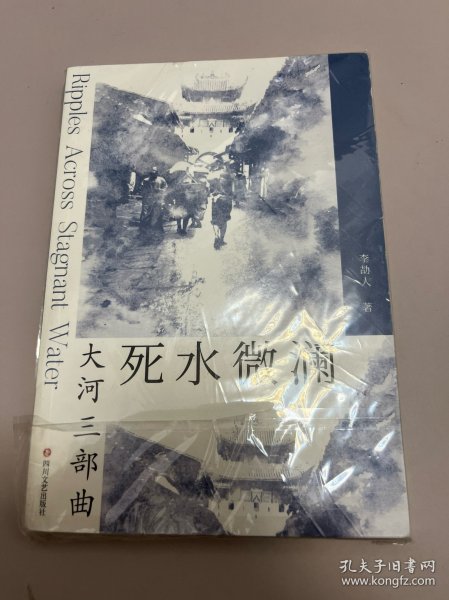 Ripples Across Stagnant Water
李劼人 著
死水微澜
大河三部曲
四川文艺出版社
孔夫子旧书网
www.kongfz.com